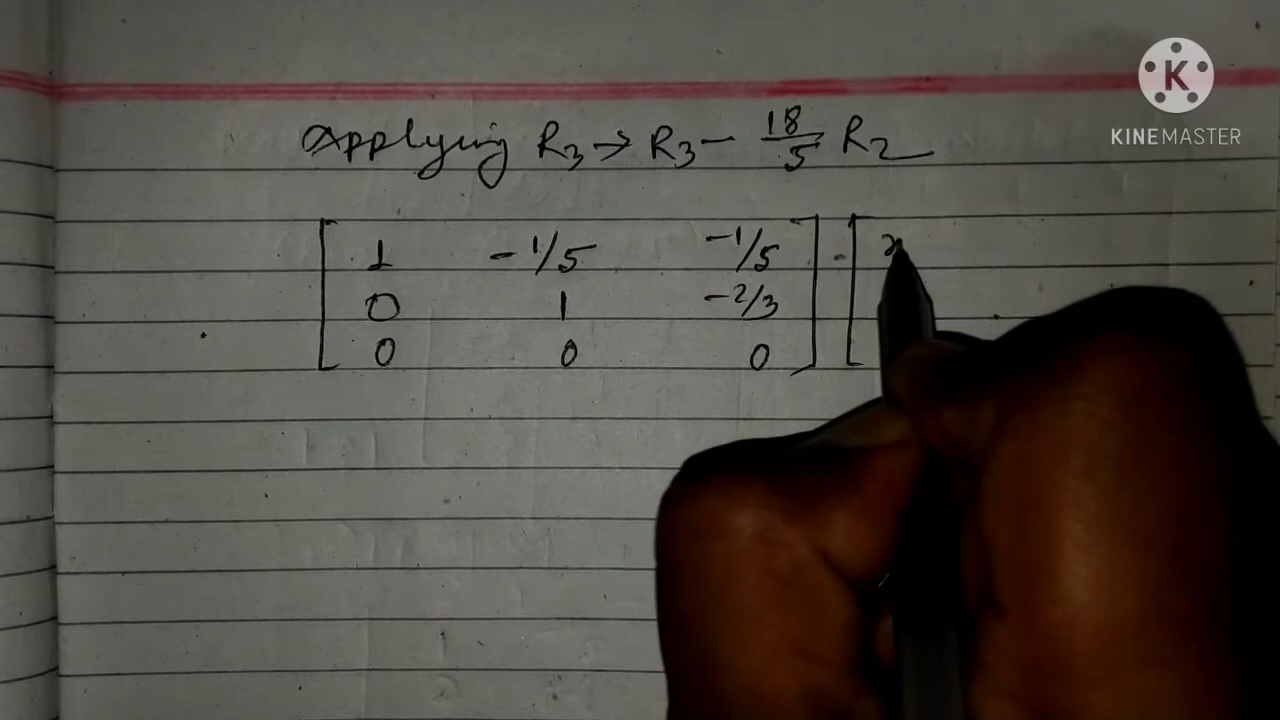 Applying R3 → R3 - 18/5 R2
1 -1/5 -1/5
0 1 -2/3
0 0 0
x
K
KINEMASTER